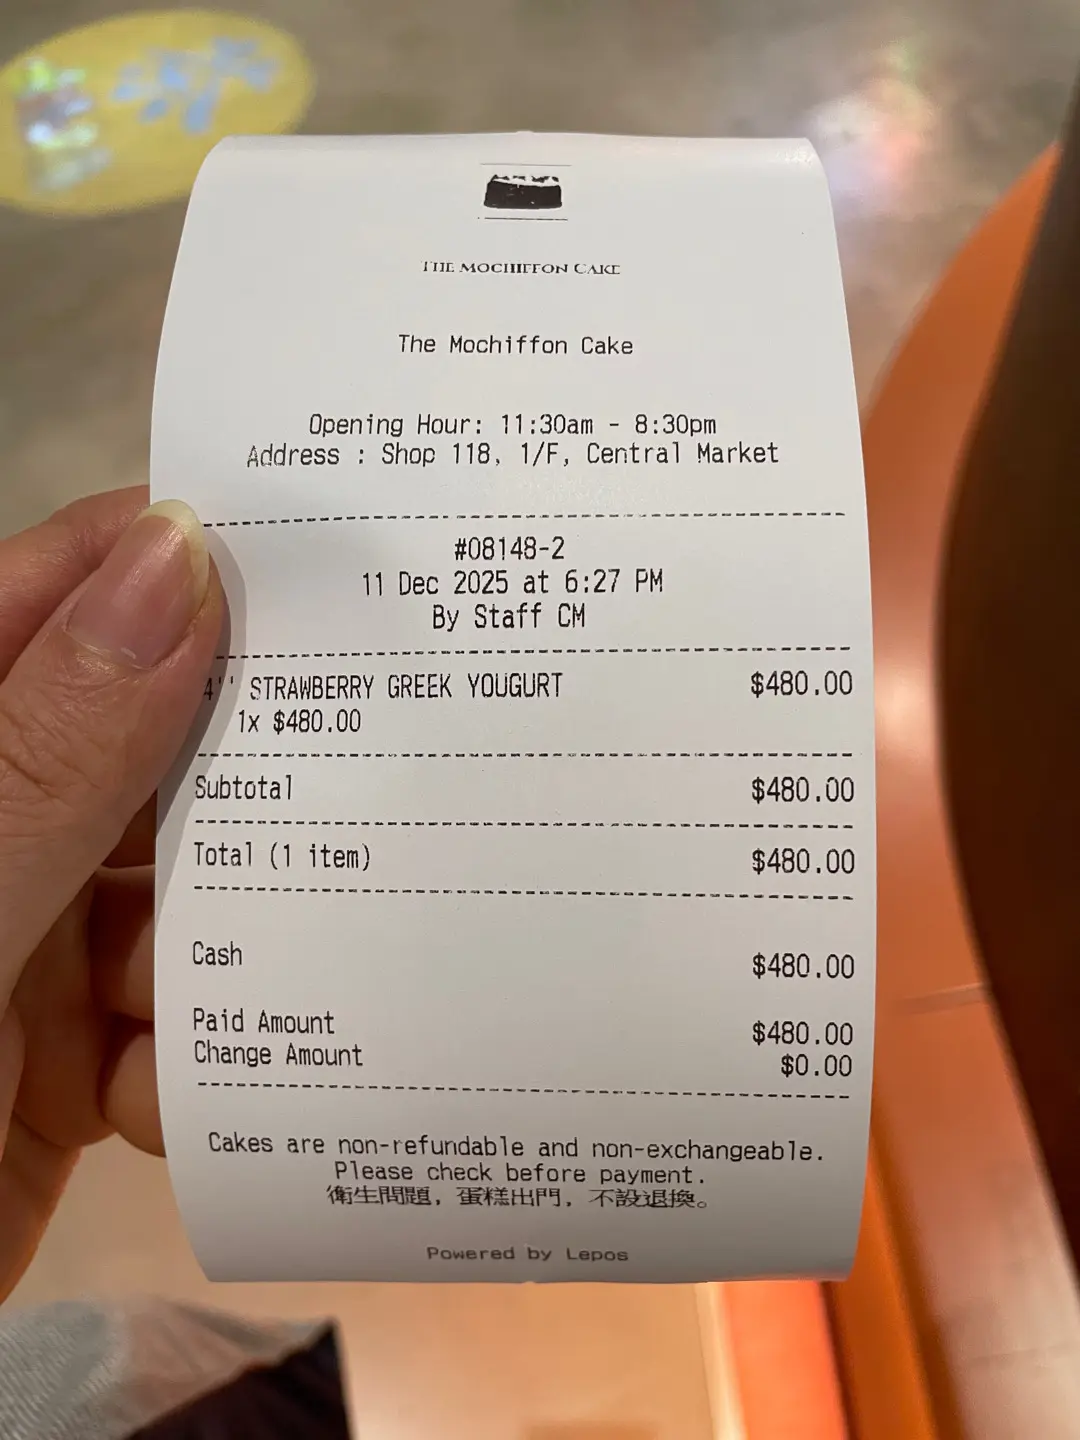 THE MOCHIFFON CAKE
The Mochiffon Cake
Opening Hour: 11:30am - 8:30pm
Address : Shop 118, 1/F, Central Market
#08148-2
11 Dec 2025 at 6:27 PM
By Staff CM
4'' STRAWBERRY GREEK YOUGURT $480.00
1x $480.00
Subtotal $480.00
Total (1 item) $480.00
Cash $480.00
Paid Amount $480.00
Change Amount $0.00
Cakes are non-refundable and non-exchangeable.
Please check before payment.
衛生問題，蛋糕出門，不設退換。
Powered by Lepos